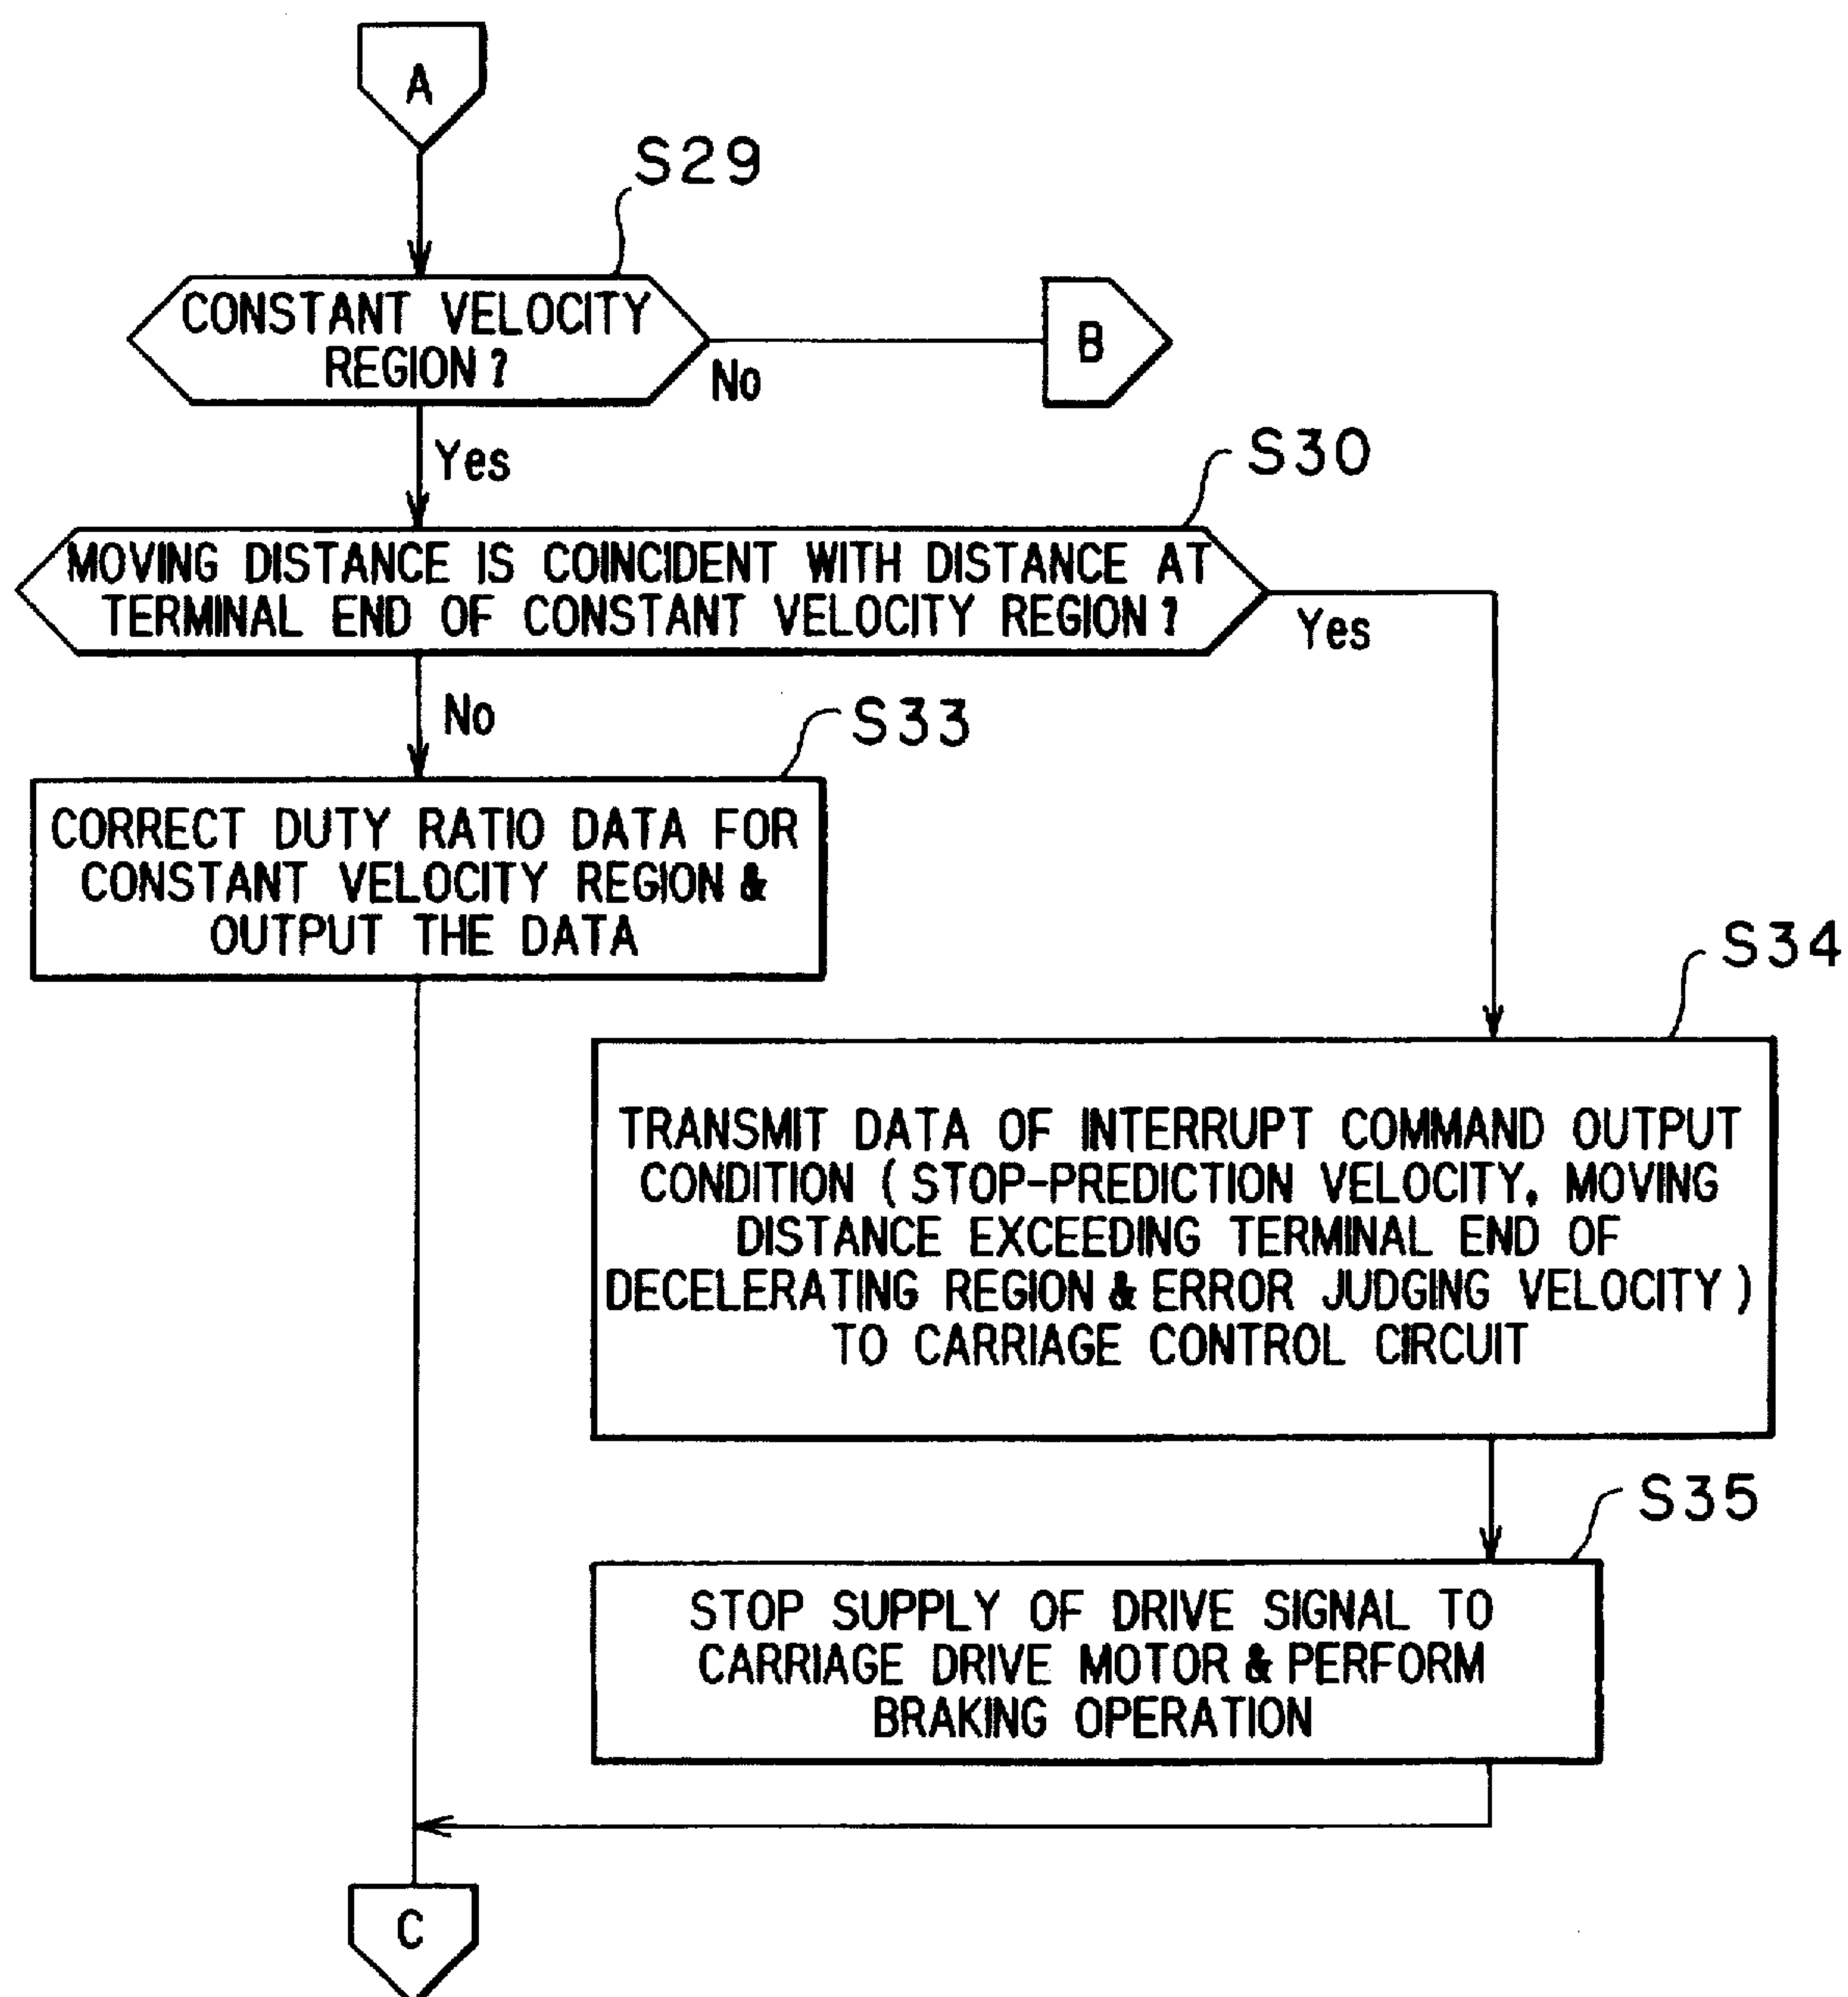 A
S29
CONSTANT VELOCITY
REGION?
No
B
Yes
S30
MOVING DISTANCE IS COINCIDENT WITH DISTANCE AT
TERMINAL END OF CONSTANT VELOCITY REGION?
Yes
No
S33
CORRECT DUTY RATIO DATA FOR
CONSTANT VELOCITY REGION &
OUTPUT THE DATA
S34
TRANSMIT DATA OF INTERRUPT COMMAND OUTPUT
CONDITION (STOP-PREDICTION VELOCITY, MOVING
DISTANCE EXCEEDING TERMINAL END OF
DECELERATING REGION & ERROR JUDGING VELOCITY)
TO CARRIAGE CONTROL CIRCUIT
S35
STOP SUPPLY OF DRIVE SIGNAL TO
CARRIAGE DRIVE MOTOR & PERFORM
BRAKING OPERATION
C